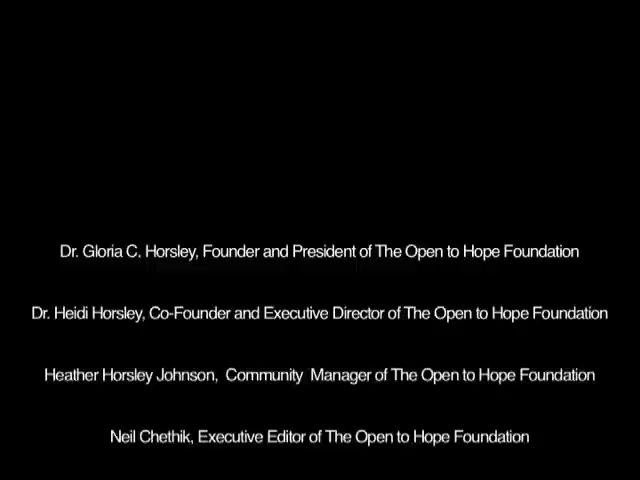 Dr. Gloria C. Horsley, Founder and President of The Open to Hope Foundation
Dr. Heidi Horsley, Co-Founder and Executive Director of The Open to Hope Foundation
Heather Horsley Johnson,  Community  Manager of The Open to Hope Foundation
Neil Chethik, Executive Editor of The Open to Hope Foundation